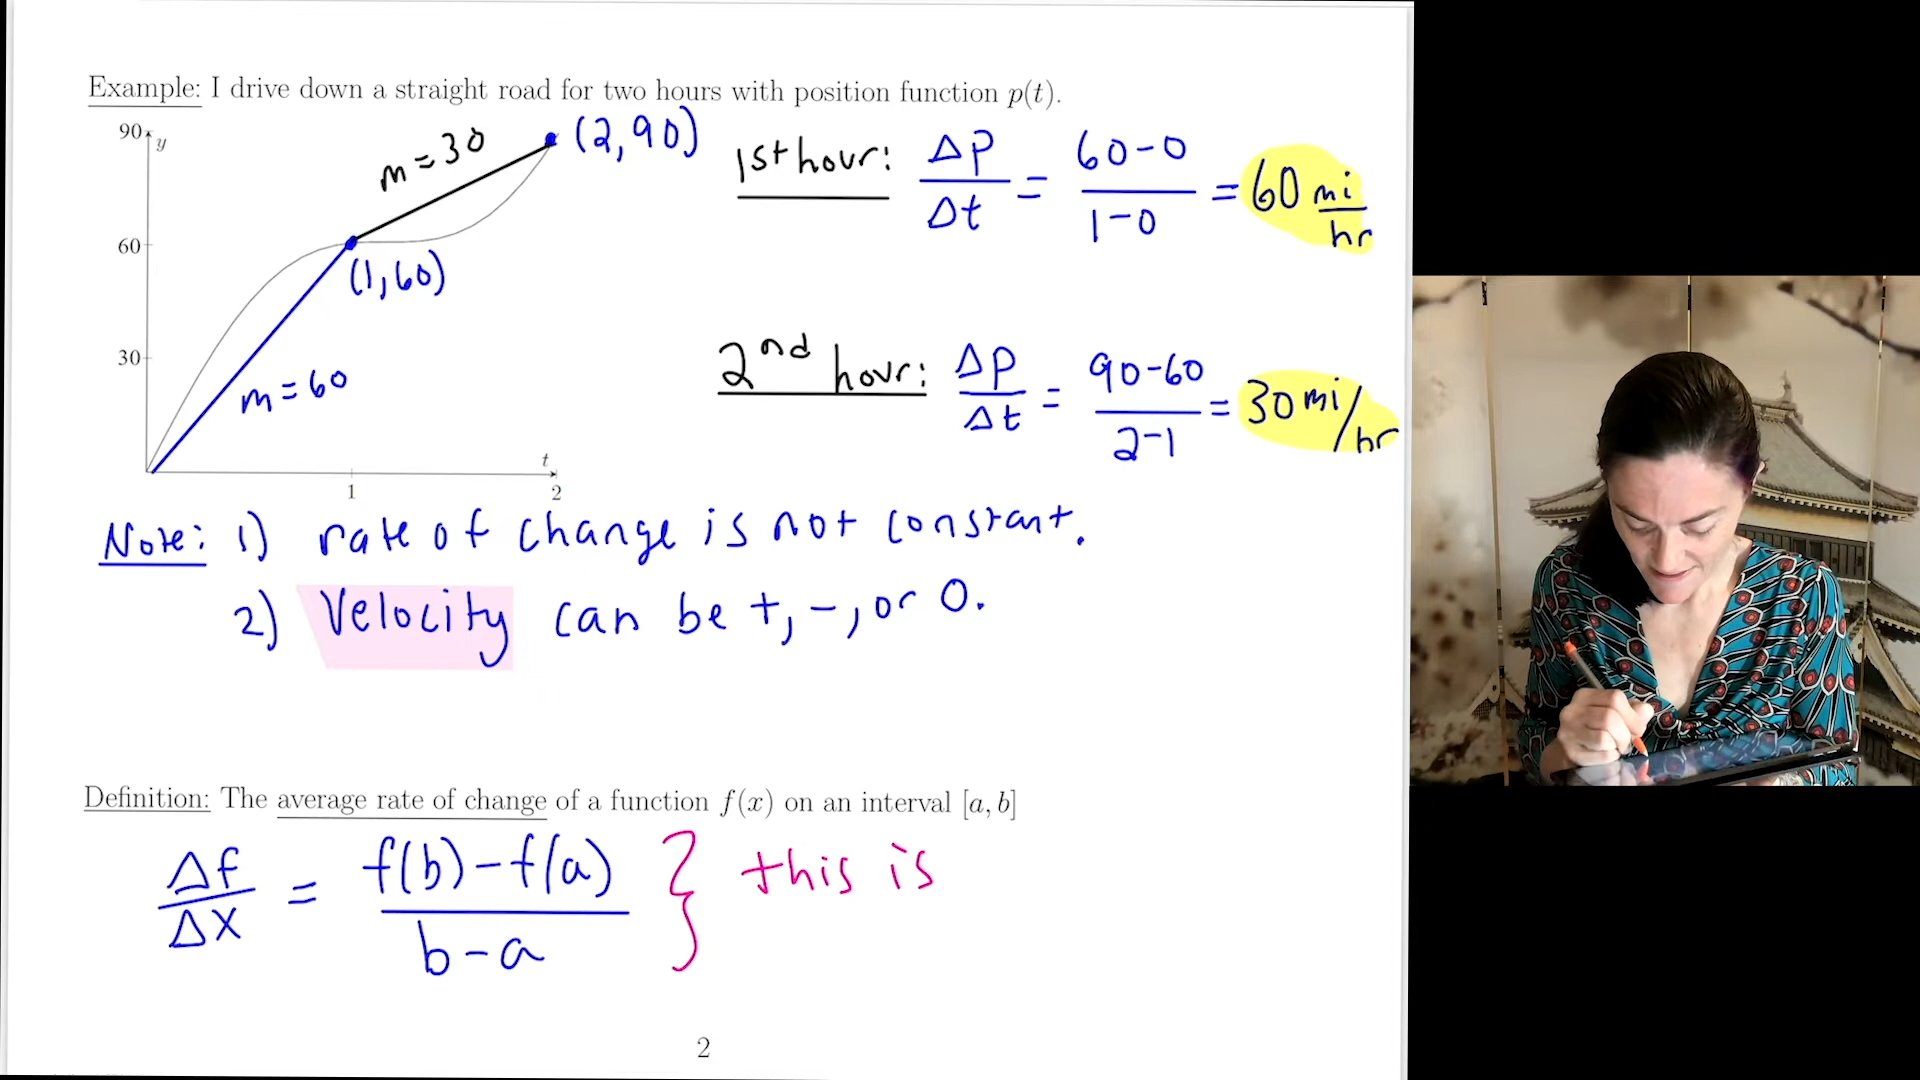 Example: I drive down a straight road for two hours with position function p(t).
90
y
60
30
t
1
2
m = 30
(2,90)
(1,60)
m = 60
1st hour: Δp/Δt = 60-0/1-0 = 60 mi/hr
2nd hour: Δp/Δt = 90-60/2-1 = 30 mi/hr
Note: 1) rate of change is not constant.
2) Velocity can be +, -, or 0.
Definition: The average rate of change of a function f(x) on an interval [a, b]
Δf/Δx = f(b)-f(a)/b-a } this is
2